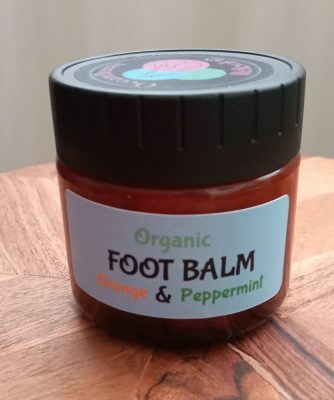 Organic
FOOT BALM
Orange & Peppermint